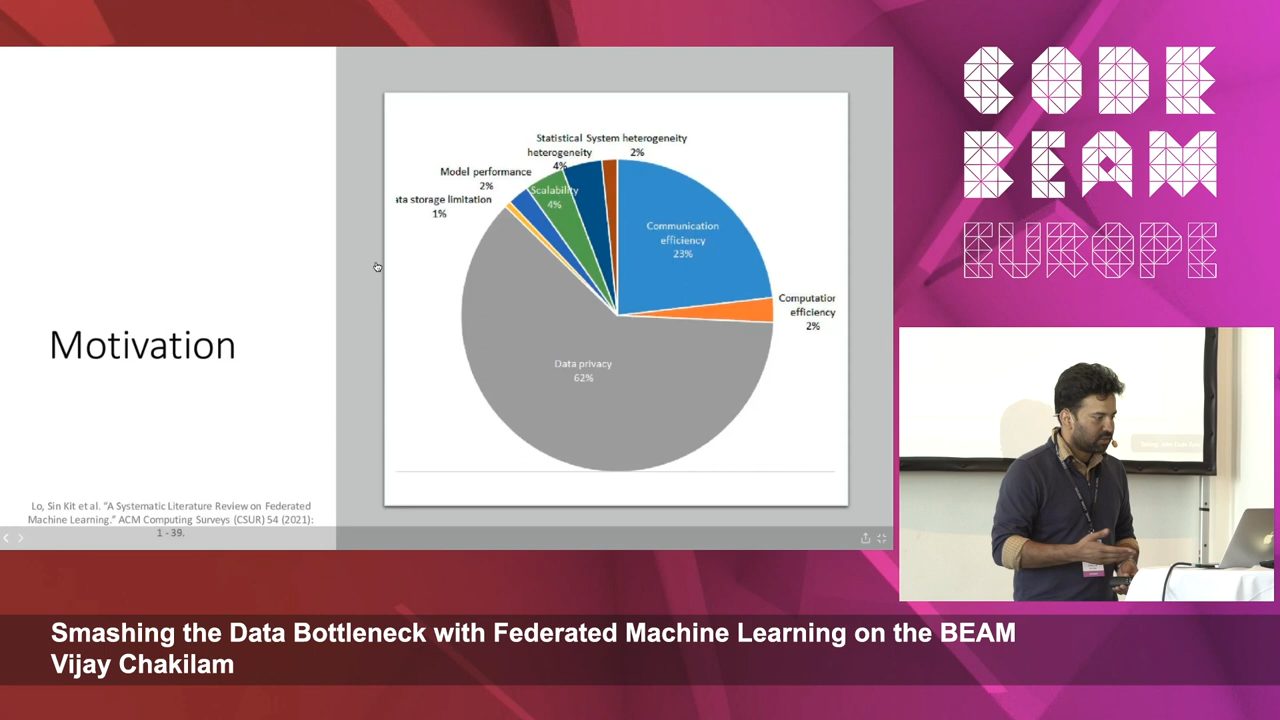 CODE
BEAM
EUROPE
Statistical
heterogeneity
4%
System heterogeneity
2%
Model performance
2%
ata storage limitation
1%
Scalability
4%
Communication
efficiency
23%
Computation
efficiency
2%
Data privacy
62%
Motivation
Lo, Sin Kit et al. "A Systematic Literature Review on Federated
Machine Learning." ACM Computing Surveys (CSUR) 54 (2021):
1 - 39.
Smashing the Data Bottleneck with Federated Machine Learning on the BEAM
Vijay Chakilam